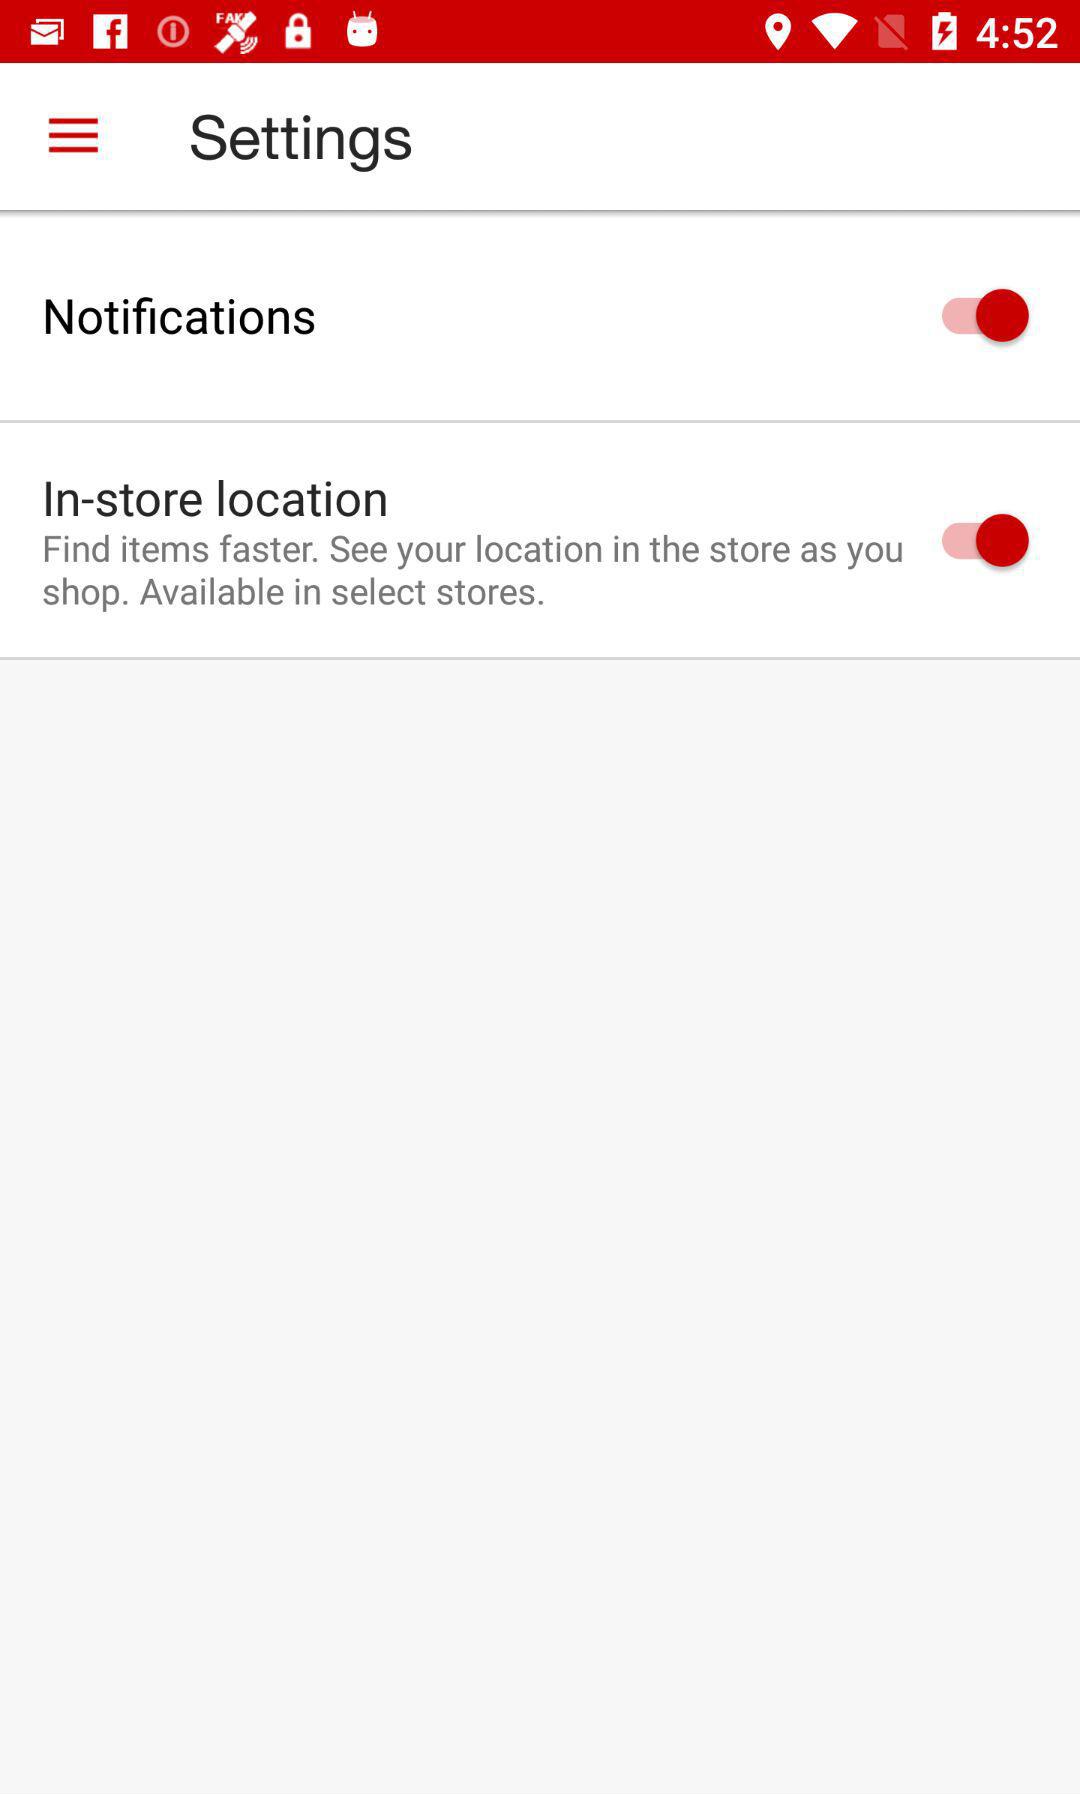 FAKE
4:52
Settings
Notifications
In-store location
Find items faster. See your location in the store as you
shop. Available in select stores.